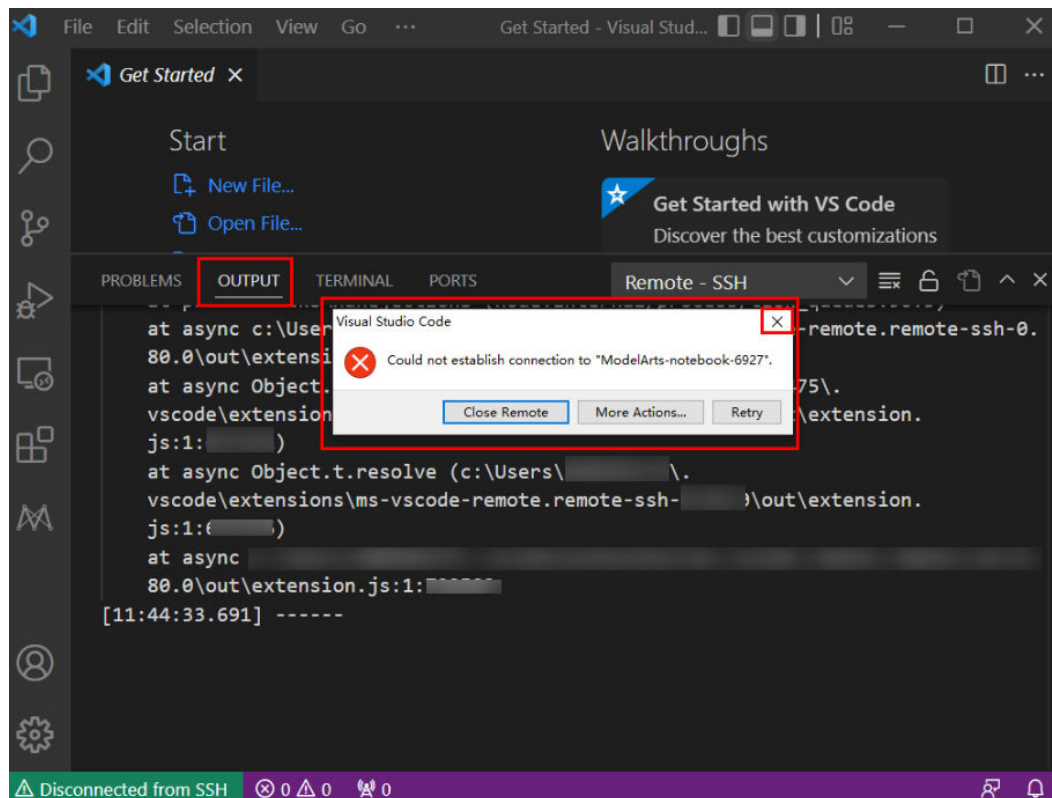 File Edit Selection View Go ··· Get Started - Visual Stud...
Get Started
Start
Walkthroughs
New File...
Get Started with VS Code
Open File...
Discover the best customizations
PROBLEMS OUTPUT TERMINAL PORTS Remote - SSH
at async c:\User -remote.remote-ssh-0.
80.0\out\extensi
at async Object. 75\.
vscode\extension \extension.
js:1: )
at async Object.t.resolve (c:\Users\ \.
vscode\extensions\ms-vscode-remote.remote-ssh- \out\extension.
js:1: )
at async
80.0\out\extension.js:1:
[11:44:33.691] ------
Visual Studio Code
Could not establish connection to "ModelArts-notebook-6927".
Close Remote More Actions... Retry
Disconnected from SSH 0 0 0